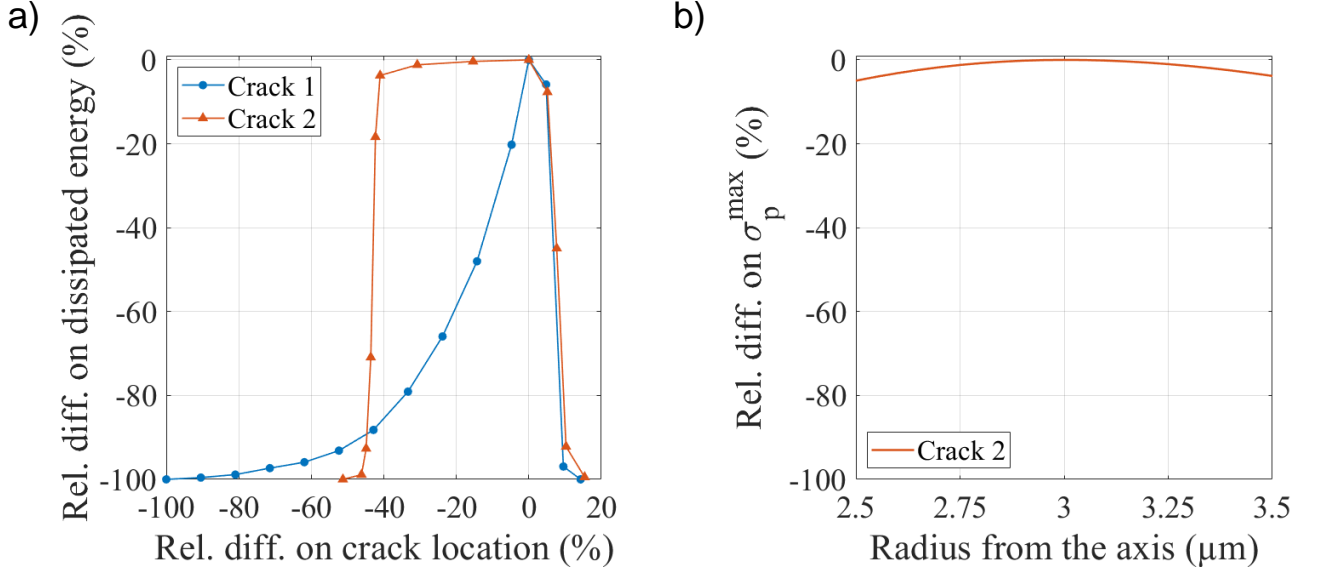 a)
Rel. diff. on dissipated energy (%)
0
-20
-40
-60
-80
-100
Crack 1
Crack 2
-100 -80 -60 -40 -20 0 20
Rel. diff. on crack location (%)
b)
Rel. diff. on σ_p^max (%)
0
-20
-40
-60
-80
-100
Crack 2
2.5 2.75 3 3.25 3.5
Radius from the axis (μm)